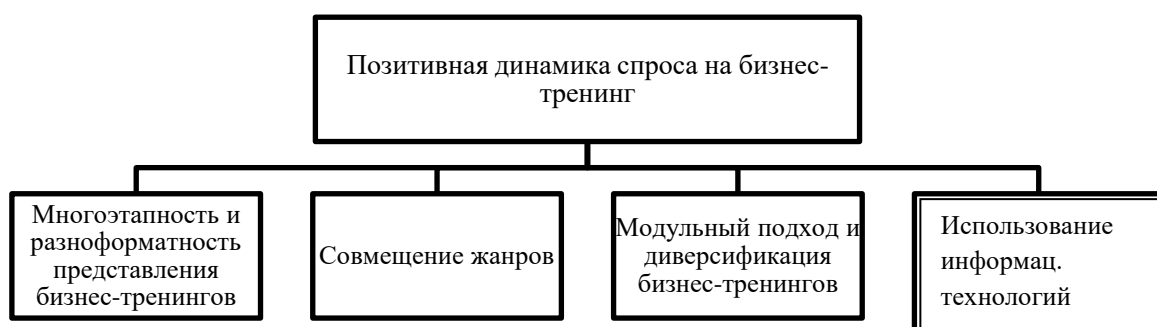 Позитивная динамика спроса на бизнес-
тренинг
Многоэтапность и
разноформатность
представления
бизнес-тренингов
Совмещение жанров
Модульный подход и
диверсификация
бизнес-тренингов
Использование
информац.
технологий